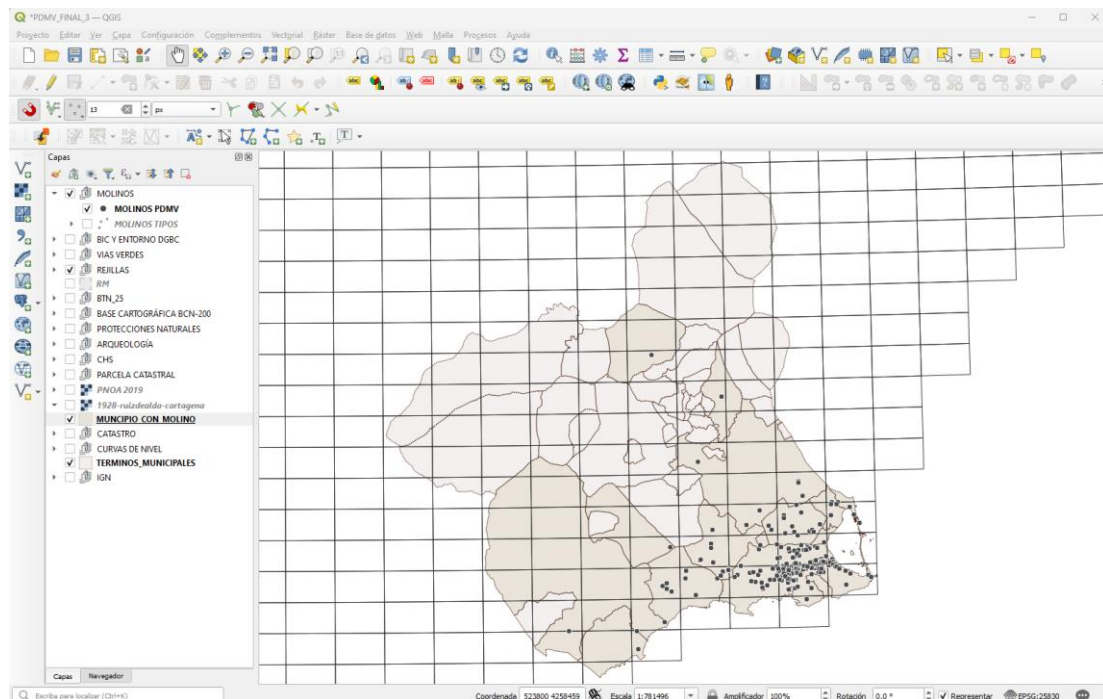 *PDMV_FINAL_3 — QGIS
Proyecto Editar Ver Capa Configuración Complementos Vectorial Ráster Base de datos Web Malla Procesos Ayuda
13 px
Capas
MOLINOS
MOLINOS PDMV
MOLINOS TIPOS
BIC Y ENTORNO DGBC
VIAS VERDES
REJILLAS
RM
BTN_25
BASE CARTOGRÁFICA BCN-200
PROTECCIONES NATURALES
ARQUEOLOGÍA
CHS
PARCELA CATASTRAL
PNOA 2019
1928-ruizdealda-cartagena
MUNCIPIO CON MOLINO
CATASTRO
CURVAS DE NIVEL
TERMINOS_MUNICIPALES
IGN
Capas Navegador
Escriba para localizar (Ctrl+K) Coordenada 523800 4258459 Escala 1:781496 Amplificador 100% Rotación 0.0 ° Representar EPSG:25830